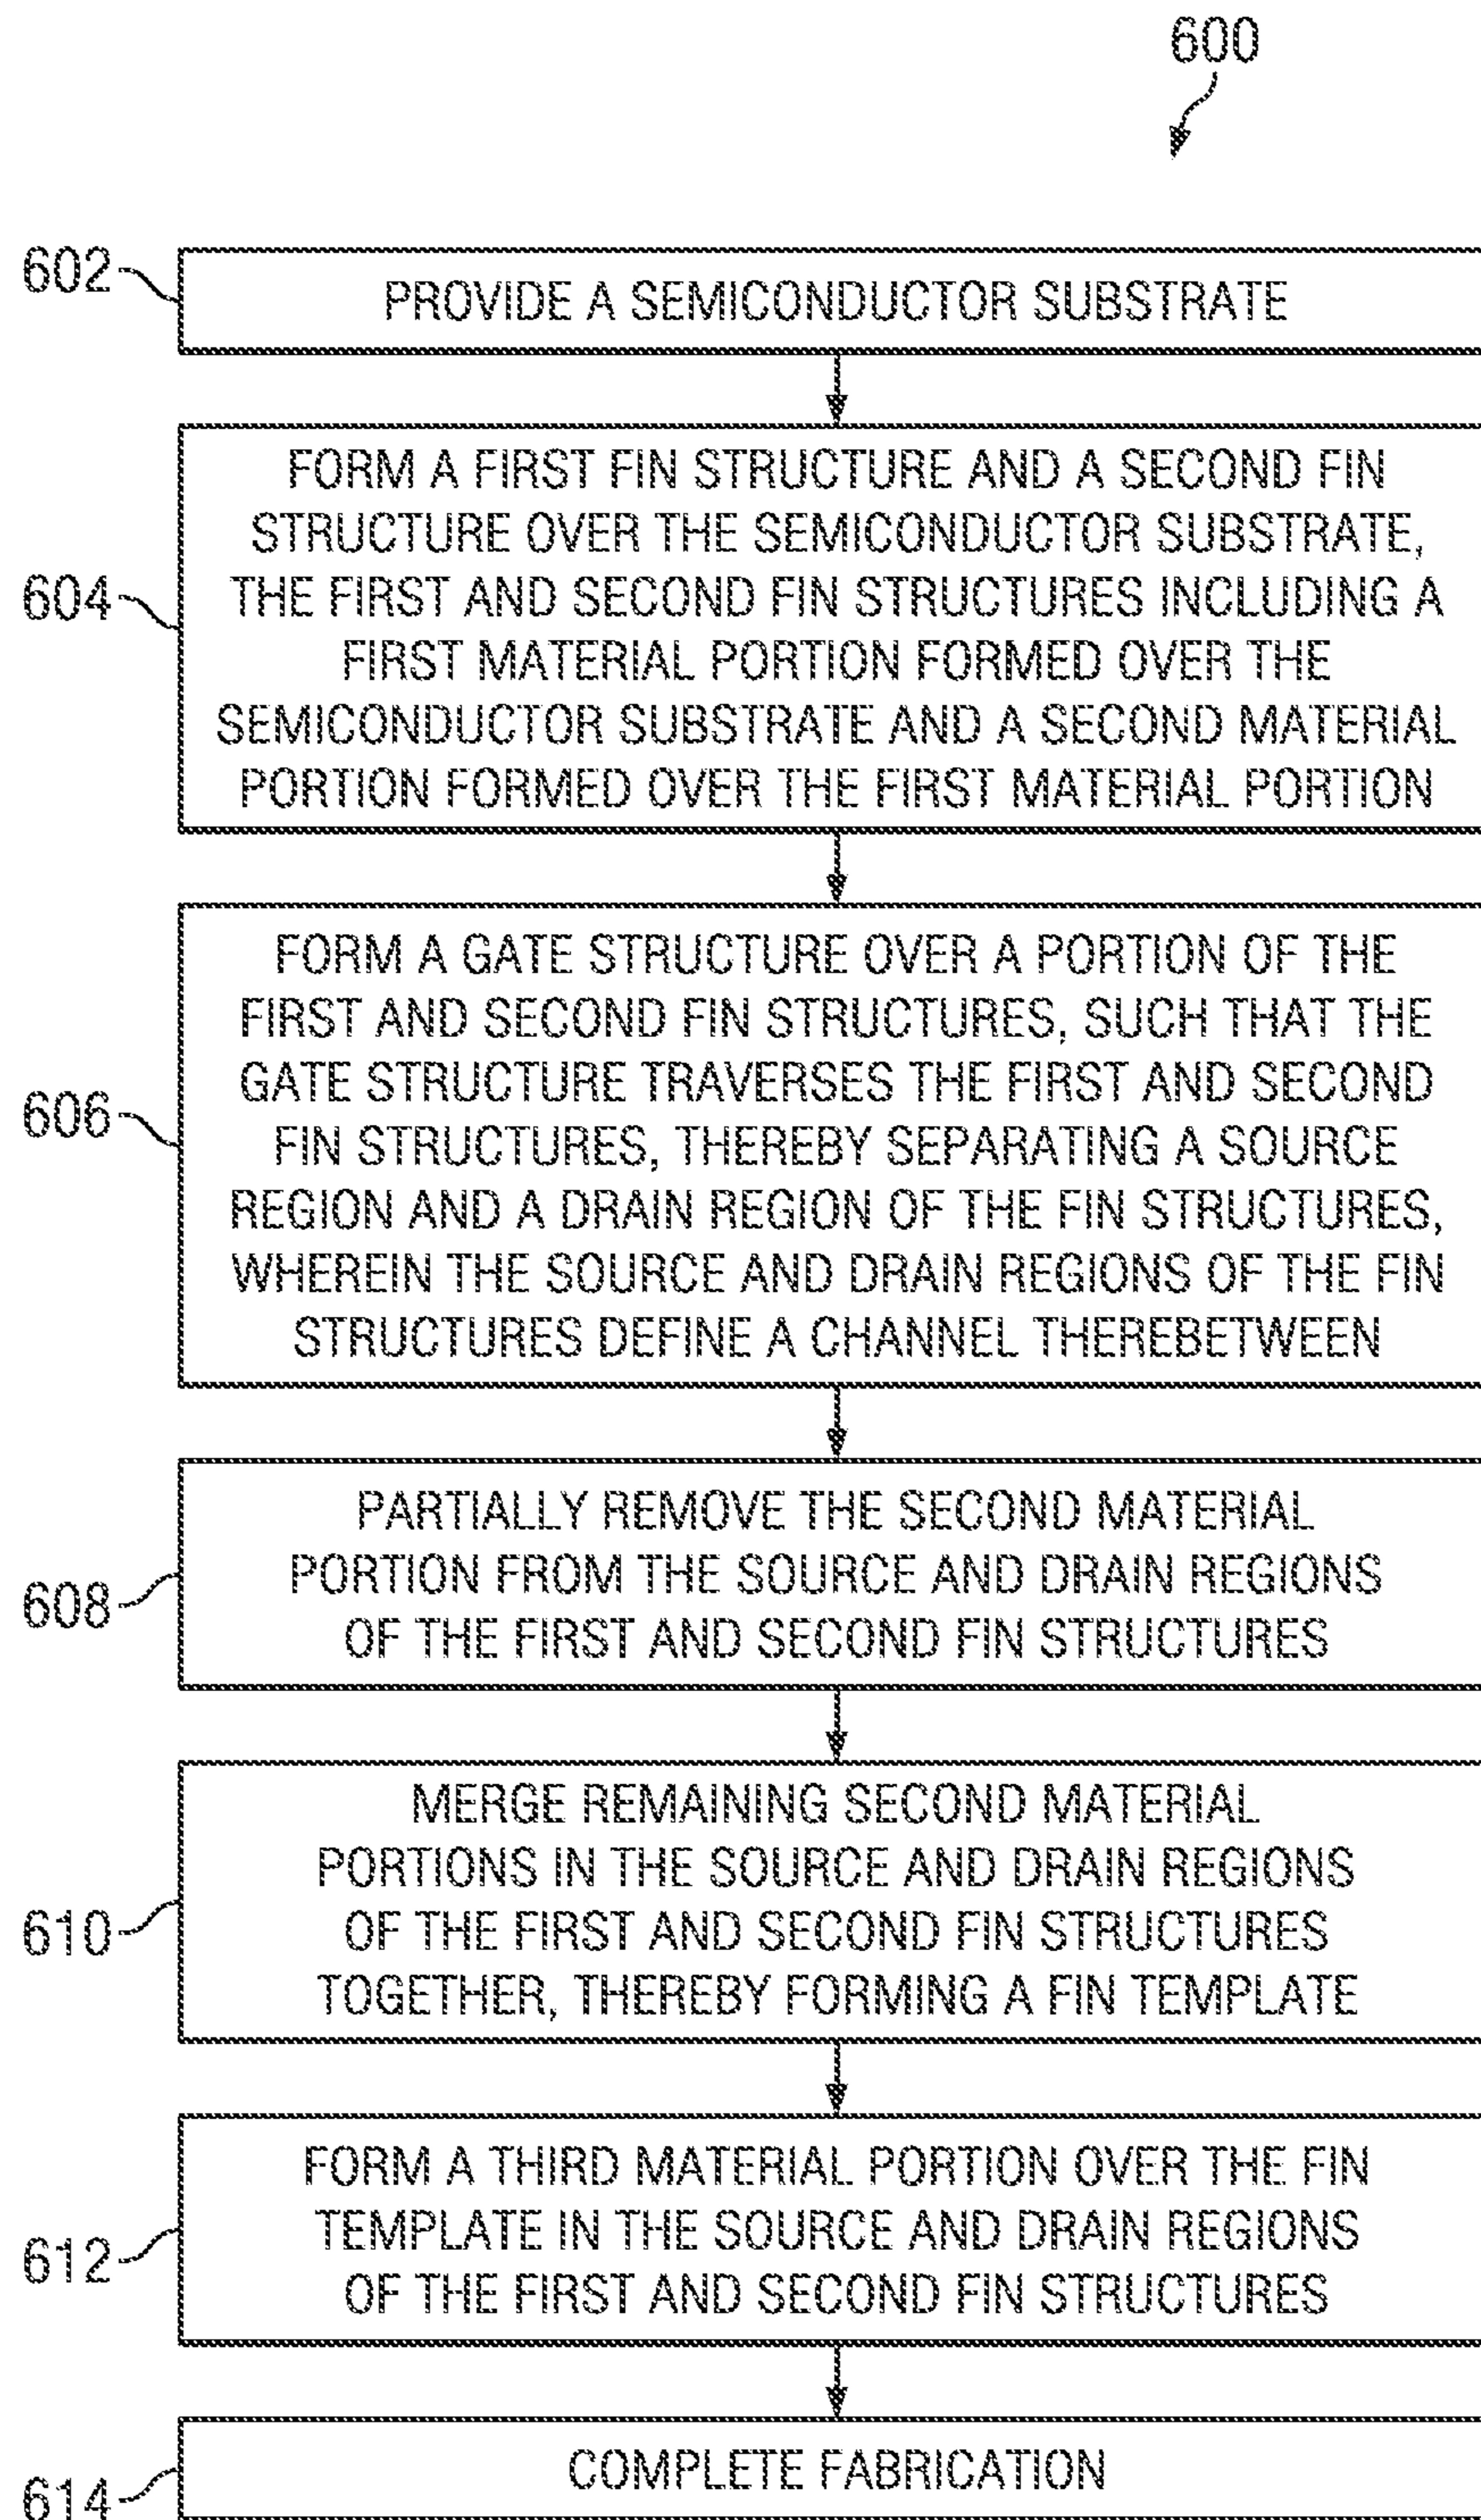 600
602
PROVIDE A SEMICONDUCTOR SUBSTRATE
604
FORM A FIRST FIN STRUCTURE AND A SECOND FIN
STRUCTURE OVER THE SEMICONDUCTOR SUBSTRATE,
THE FIRST AND SECOND FIN STRUCTURES INCLUDING A
FIRST MATERIAL PORTION FORMED OVER THE
SEMICONDUCTOR SUBSTRATE AND A SECOND MATERIAL
PORTION FORMED OVER THE FIRST MATERIAL PORTION
606
FORM A GATE STRUCTURE OVER A PORTION OF THE
FIRST AND SECOND FIN STRUCTURES, SUCH THAT THE
GATE STRUCTURE TRAVERSES THE FIRST AND SECOND
FIN STRUCTURES, THEREBY SEPARATING A SOURCE
REGION AND A DRAIN REGION OF THE FIN STRUCTURES,
WHEREIN THE SOURCE AND DRAIN REGIONS OF THE FIN
STRUCTURES DEFINE A CHANNEL THEREBETWEEN
608
PARTIALLY REMOVE THE SECOND MATERIAL
PORTION FROM THE SOURCE AND DRAIN REGIONS
OF THE FIRST AND SECOND FIN STRUCTURES
610
MERGE REMAINING SECOND MATERIAL
PORTIONS IN THE SOURCE AND DRAIN REGIONS
OF THE FIRST AND SECOND FIN STRUCTURES
TOGETHER, THEREBY FORMING A FIN TEMPLATE
612
FORM A THIRD MATERIAL PORTION OVER THE FIN
TEMPLATE IN THE SOURCE AND DRAIN REGIONS
OF THE FIRST AND SECOND FIN STRUCTURES
614
COMPLETE FABRICATION